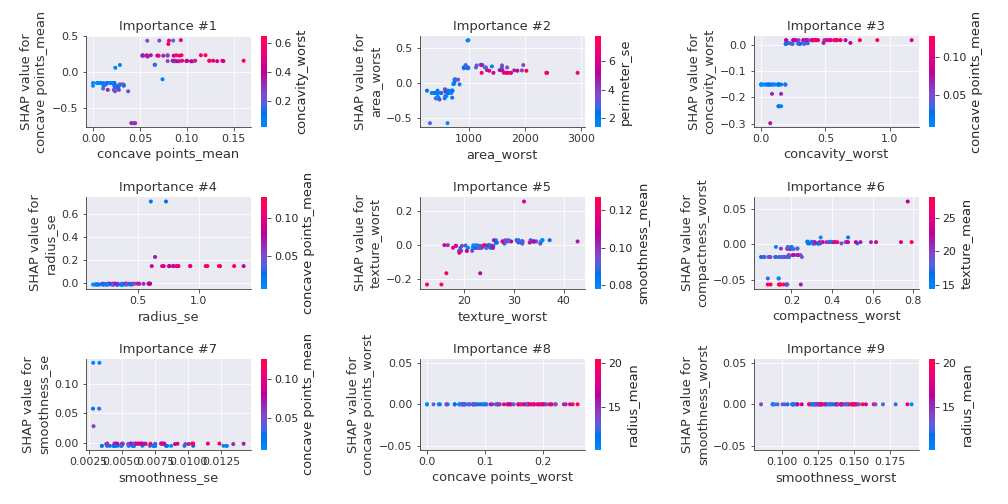 Importance #1
SHAP value for
concave points_mean
0.5
0.0
−0.5
0.00
0.05
0.10
0.15
concave points_mean
0.6
0.4
0.2
concavity_worst
Importance #2
SHAP value for
area_worst
0.5
0.0
−0.5
1000
2000
3000
area_worst
6
4
2
perimeter_se
Importance #3
SHAP value for
concavity_worst
0.0
−0.1
−0.2
−0.3
0.0
0.5
1.0
concavity_worst
0.10
0.05
concave points_mean
Importance #4
SHAP value for
radius_se
0.6
0.4
0.2
0.0
0.5
1.0
radius_se
0.10
0.05
concave points_mean
Importance #5
SHAP value for
texture_worst
0.2
0.0
−0.2
20
30
40
texture_worst
0.12
0.10
0.08
smoothness_mean
Importance #6
SHAP value for
compactness_worst
0.05
0.00
−0.05
0.2
0.4
0.6
0.8
compactness_worst
25
20
15
texture_mean
Importance #7
SHAP value for
smoothness_se
0.10
0.05
0.00
0.0025
0.0050
0.0075
0.0100
0.0125
smoothness_se
0.10
0.05
concave points_mean
Importance #8
SHAP value for
concave points_worst
0.05
0.00
−0.05
0.0
0.1
0.2
concave points_worst
20
15
radius_mean
Importance #9
SHAP value for
smoothness_worst
0.05
0.00
−0.05
0.100
0.125
0.150
0.175
smoothness_worst
20
15
radius_mean